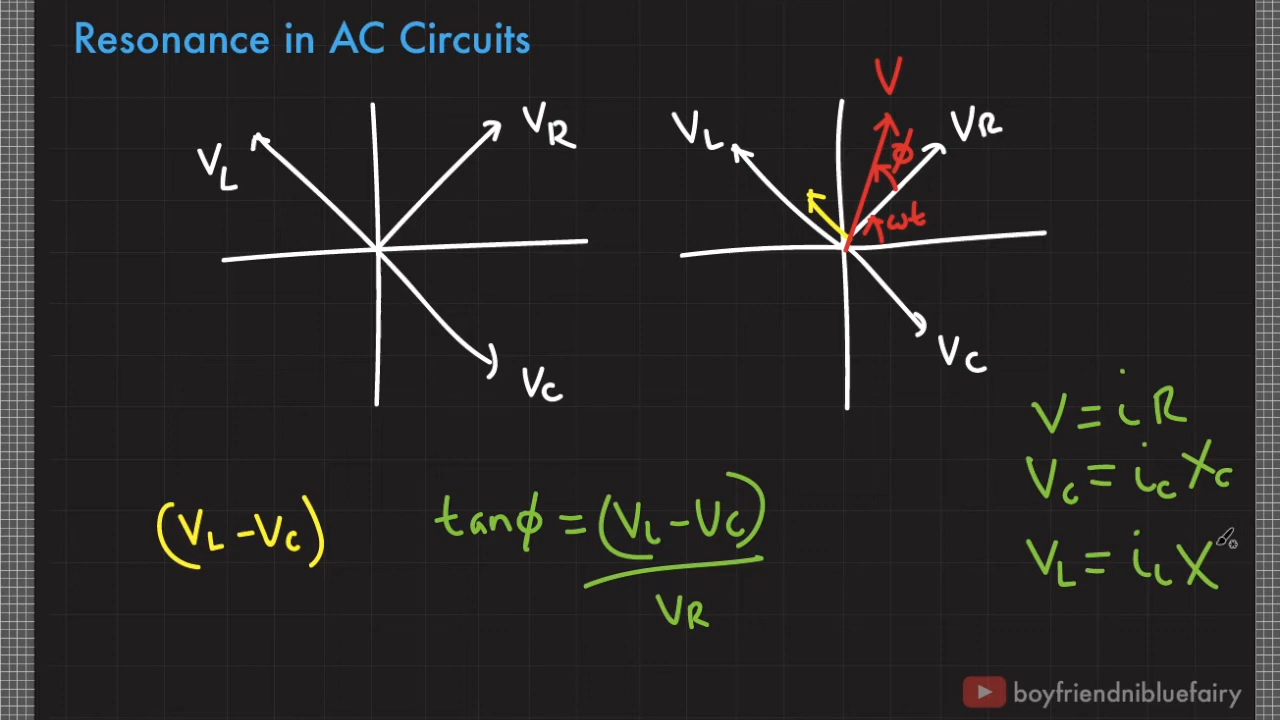 Resonance in AC Circuits
V
VL
VR
VL
VR
ϕ
ωt
VC
VC
V = iR
VC = iC XC
VL = iL X
(VL - VC)
tanϕ = (VL - VC)
VR
boyfriendnibluefairy